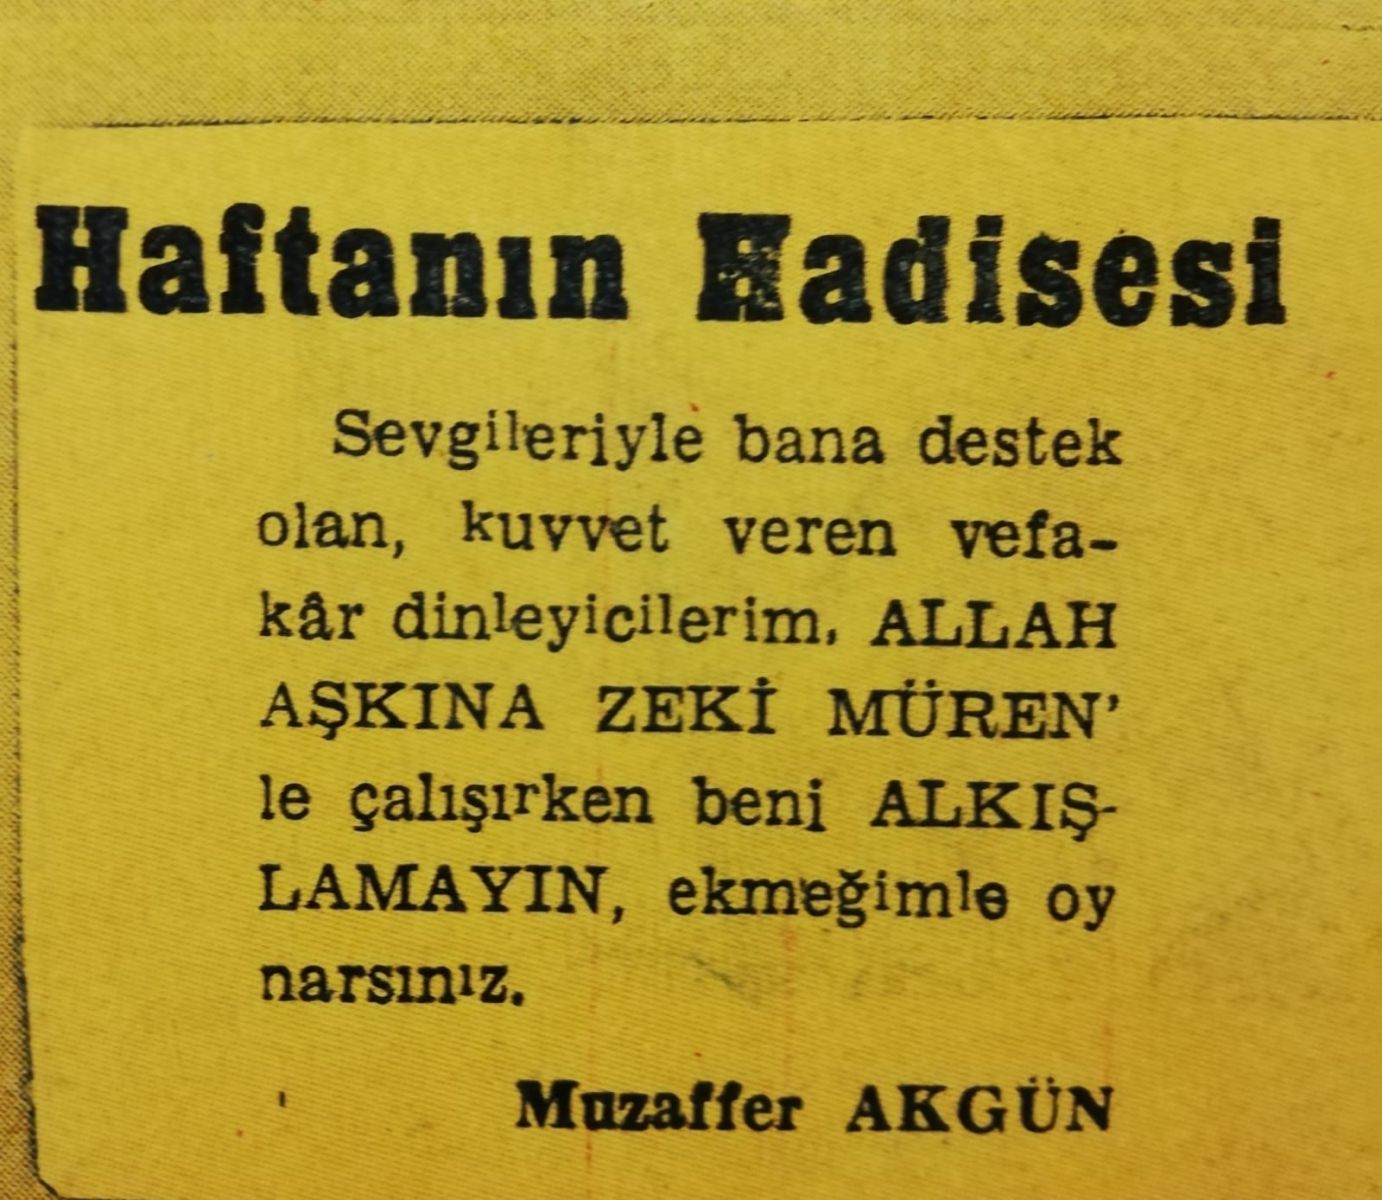 Haftanın Hadisesi
Sevgileriyle bana destek
olan, kuvvet veren vefa-
kâr dinleyicilerim, ALLAH
AŞKINA ZEKİ MÜREN'
le çalışırken beni ALKIŞ-
LAMAYIN, ekmeğimle oy
narsınız.
Muzaffer AKGÜN